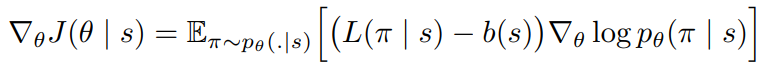 ∇_θ J(θ | s) = 𝔼_{π∼p_θ(.|s)} [ (L(π | s) − b(s)) ∇_θ log p_θ(π | s) ]